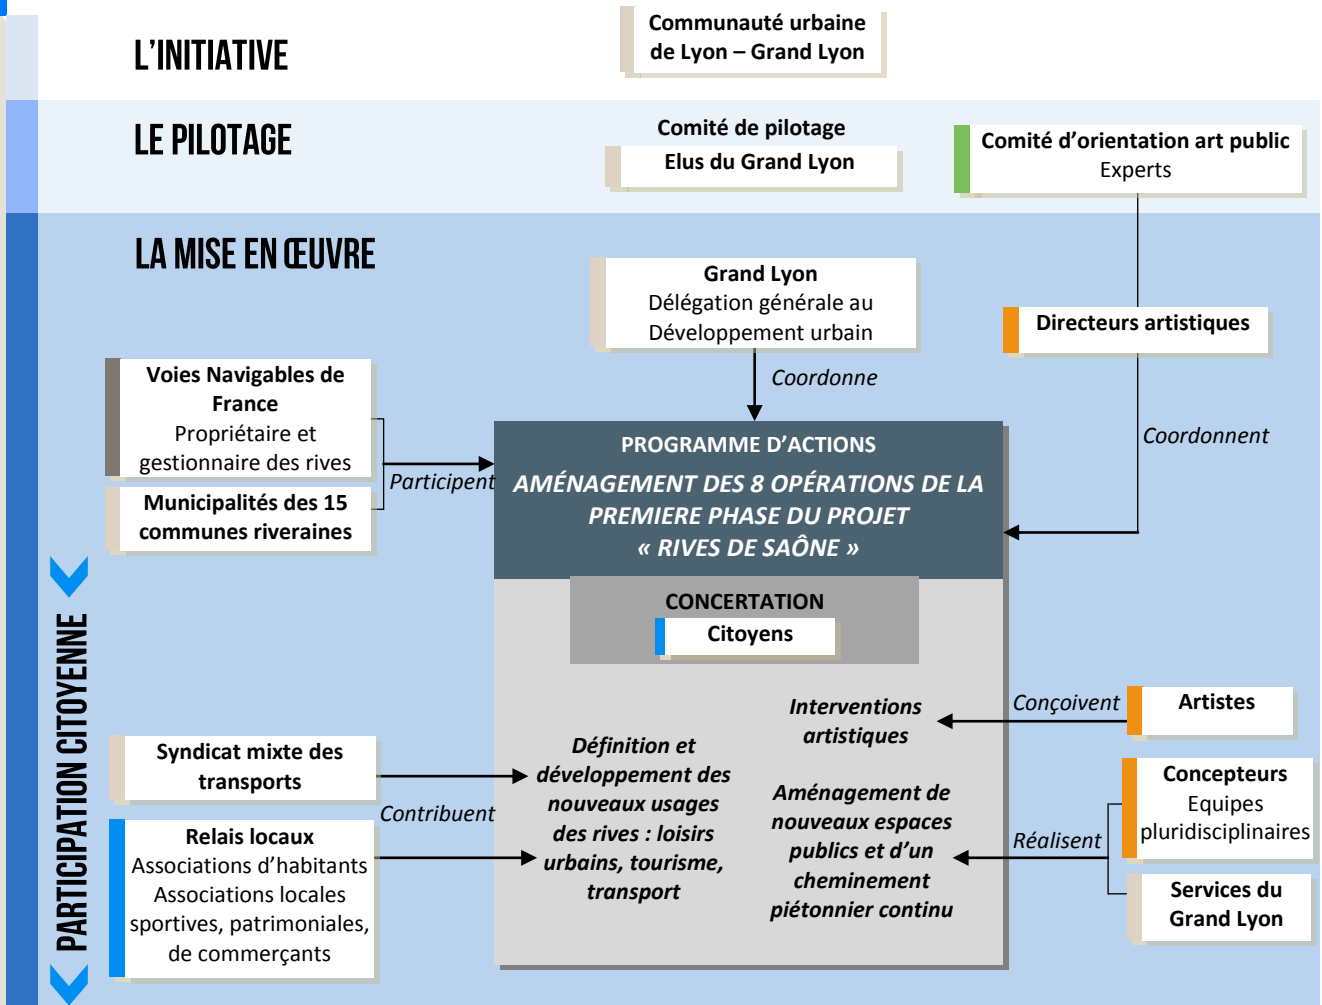 L'INITIATIVE
Communauté urbaine
de Lyon – Grand Lyon
LE PILOTAGE
Comité de pilotage
Elus du Grand Lyon
Comité d'orientation art public
Experts
LA MISE EN ŒUVRE
Grand Lyon
Délégation générale au
Développement urbain
Directeurs artistiques
Coordonne
Coordonnent
Voies Navigables de
France
Propriétaire et
gestionnaire des rives
Municipalités des 15
communes riveraines
Participent
PROGRAMME D'ACTIONS
AMÉNAGEMENT DES 8 OPÉRATIONS DE LA
PREMIERE PHASE DU PROJET
« RIVES DE SAÔNE »
CONCERTATION
Citoyens
PARTICIPATION CITOYENNE
Syndicat mixte des
transports
Contribuent
Relais locaux
Associations d'habitants
Associations locales
sportives, patrimoniales,
de commerçants
Définition et
développement des
nouveaux usages
des rives : loisirs
urbains, tourisme,
transport
Interventions
artistiques
Conçoivent
Artistes
Aménagement de
nouveaux espaces
publics et d'un
cheminement
piétonnier continu
Réalisent
Concepteurs
Equipes
pluridisciplinaires
Services du
Grand Lyon